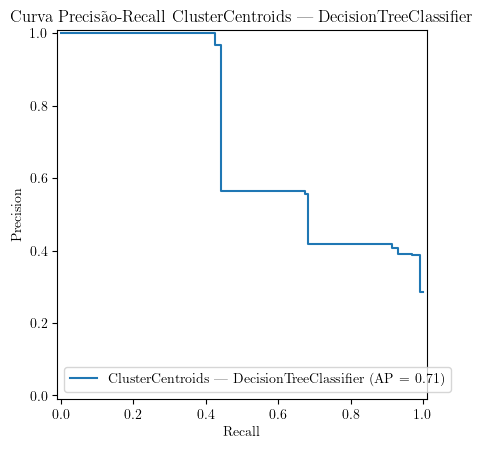 Curva Precisão-Recall ClusterCentroids — DecisionTreeClassifier
1.0
0.8
0.6
0.4
0.2
0.0
Precision
ClusterCentroids — DecisionTreeClassifier (AP = 0.71)
0.0 0.2 0.4 0.6 0.8 1.0
Recall